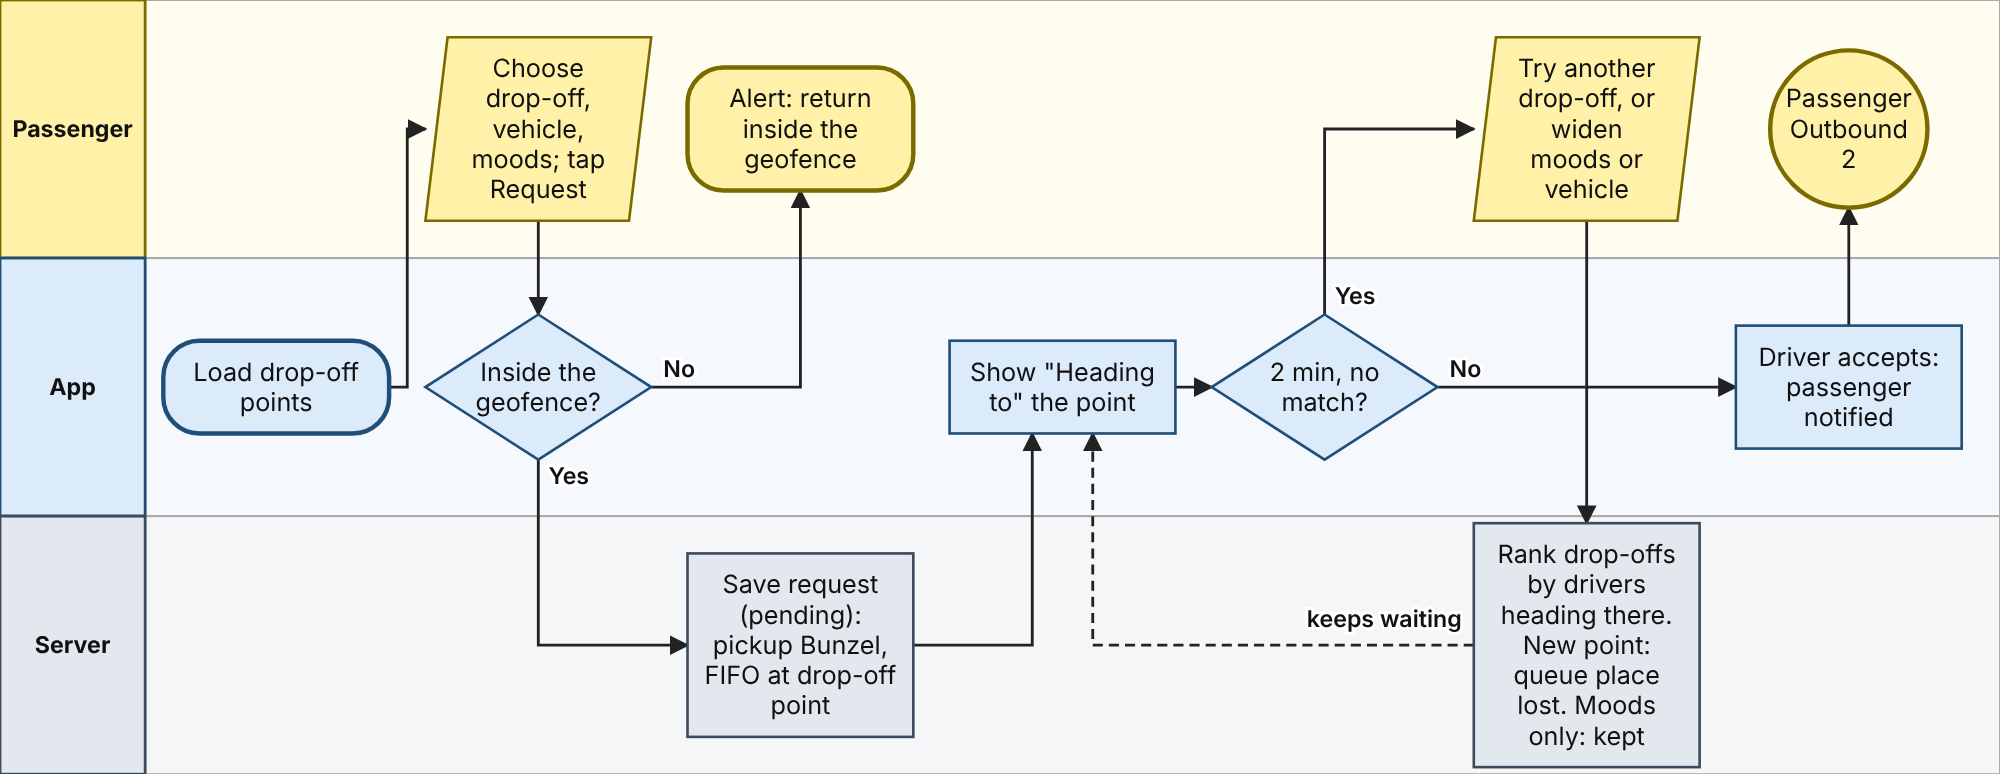 Passenger
Choose
drop-off,
vehicle,
moods; tap
Request
Alert: return
inside the
geofence
Try another
drop-off, or
widen
moods or
vehicle
Passenger
Outbound
2
App
Load drop-off
points
Inside the
geofence?
No
Yes
Show "Heading
to" the point
2 min, no
match?
Yes
No
Driver accepts:
passenger
notified
Server
Save request
(pending):
pickup Bunzel,
FIFO at drop-off
point
keeps waiting
Rank drop-offs
by drivers
heading there.
New point:
queue place
lost. Moods
only: kept